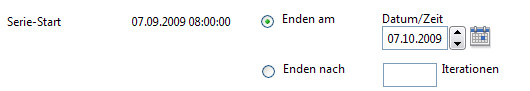 Datum/Zeit
Serie-Start 07.09.2009 08:00:00 Enden am
07.10.2009
Enden nach Iterationen